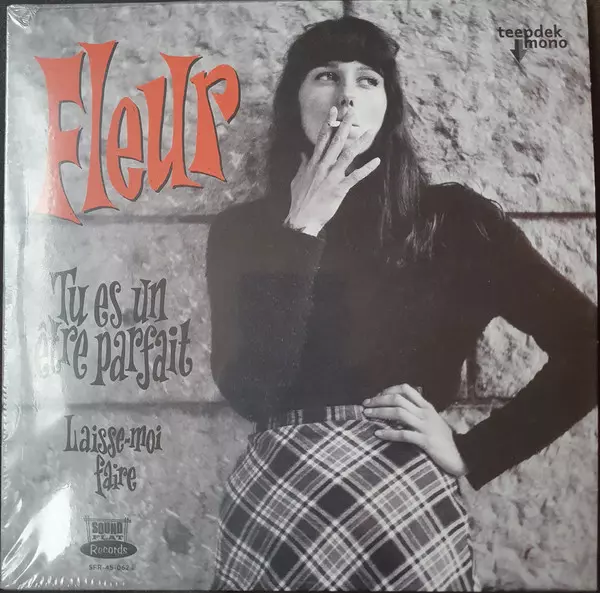 Fleur
teepdek
mono
Tu es un
être parfait
Laisse-moi
faire
SOUND
FLAT
Records